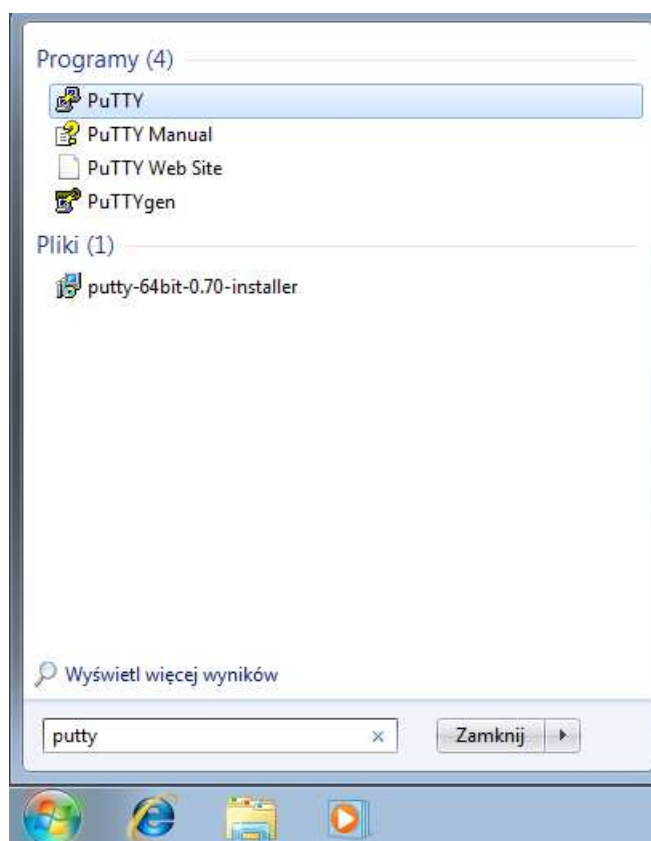 Programy (4)
PuTTY
PuTTY Manual
PuTTY Web Site
PuTTYgen
Pliki (1)
putty-64bit-0.70-installer
Wyświetl więcej wyników
putty
Zamknij